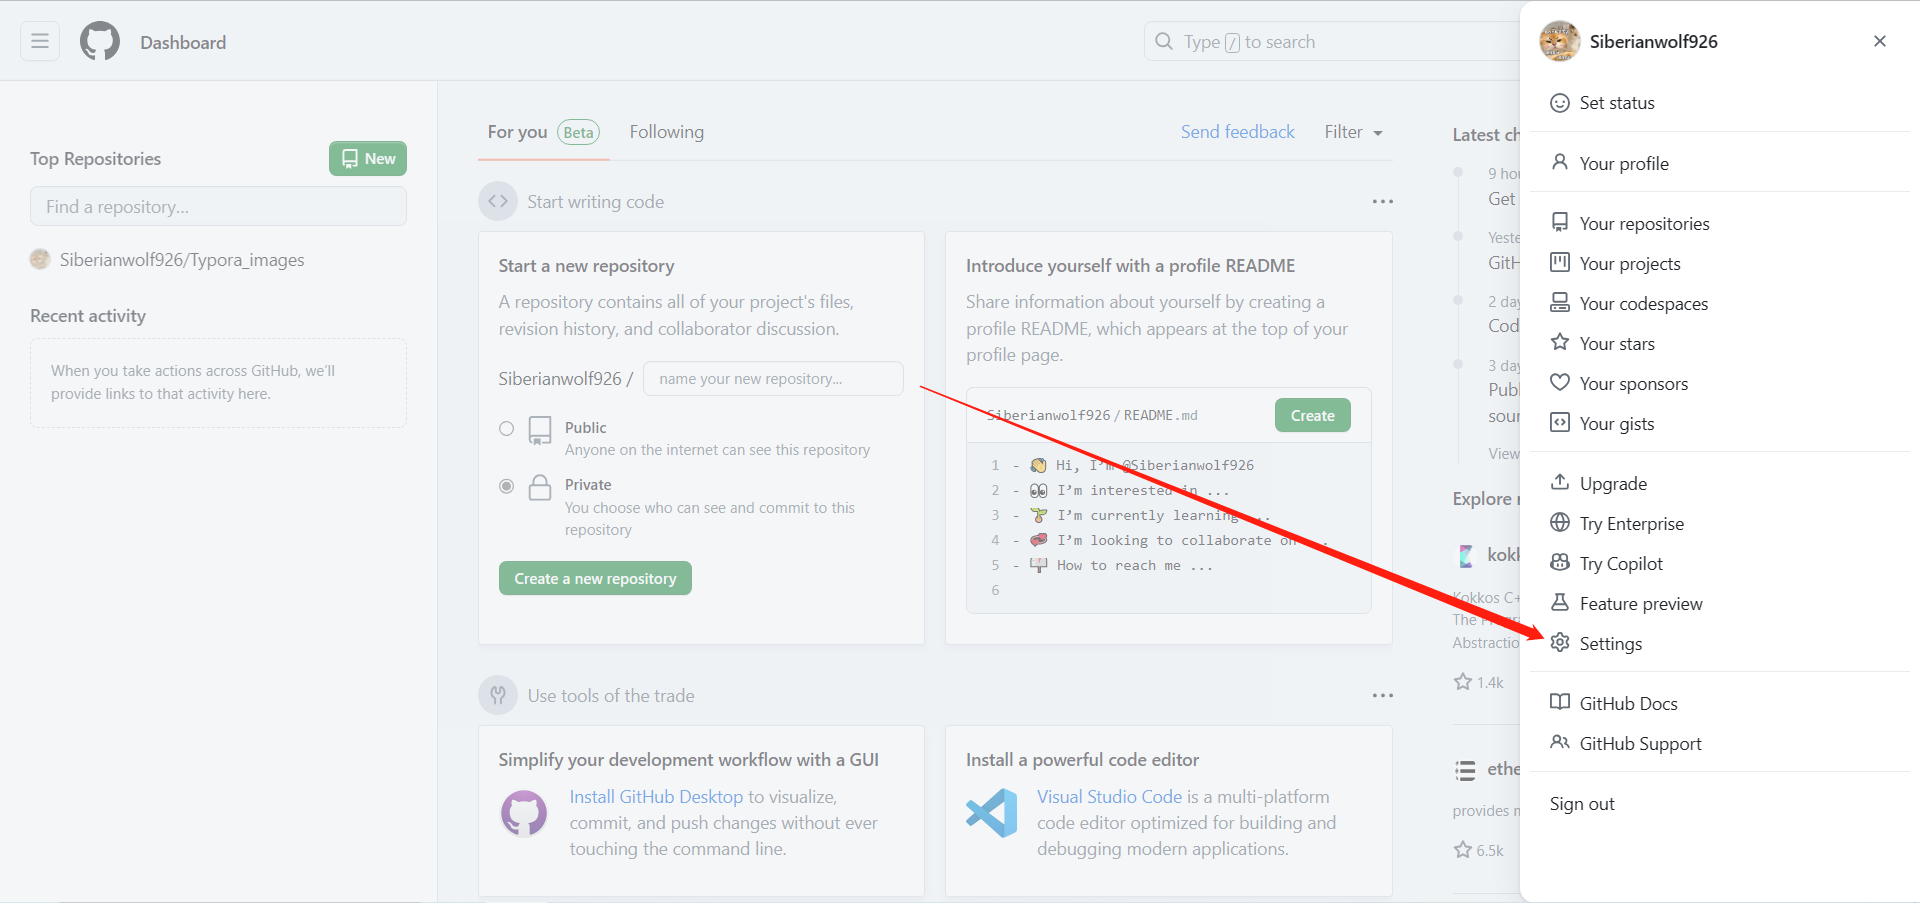 Dashboard
Type / to search
Top Repositories
New
Find a repository...
Siberianwolf926/Typora_images
Recent activity
When you take actions across GitHub, we'll
provide links to that activity here.
For you Beta
Following
Send feedback
Filter
Start writing code
Start a new repository
A repository contains all of your project's files,
revision history, and collaborator discussion.
Siberianwolf926 /
name your new repository...
Public
Anyone on the internet can see this repository
Private
You choose who can see and commit to this
repository
Create a new repository
Introduce yourself with a profile README
Share information about yourself by creating a
profile README, which appears at the top of your
profile page.
Siberianwolf926 / README.md
Create
1 - 👋 Hi, I’m @Siberianwolf926
2 - 👀 I’m interested in ...
3 - 🌱 I’m currently learning ...
4 - 💞️ I’m looking to collaborate on ...
5 - 📫 How to reach me ...
6
Use tools of the trade
Simplify your development workflow with a GUI
Install GitHub Desktop to visualize,
commit, and push changes without ever
touching the command line.
Install a powerful code editor
Visual Studio Code is a multi-platform
code editor optimized for building and
debugging modern applications.
Latest ch
9 hou
Get
Yeste
GitH
2 day
Cod
3 day
Publ
sour
View
Explore r
kokk
Kokkos C+
The Progra
Abstractio
1.4k
ethe
provides m
6.5k
Siberianwolf926
Set status
Your profile
Your repositories
Your projects
Your codespaces
Your stars
Your sponsors
Your gists
Upgrade
Try Enterprise
Try Copilot
Feature preview
Settings
GitHub Docs
GitHub Support
Sign out